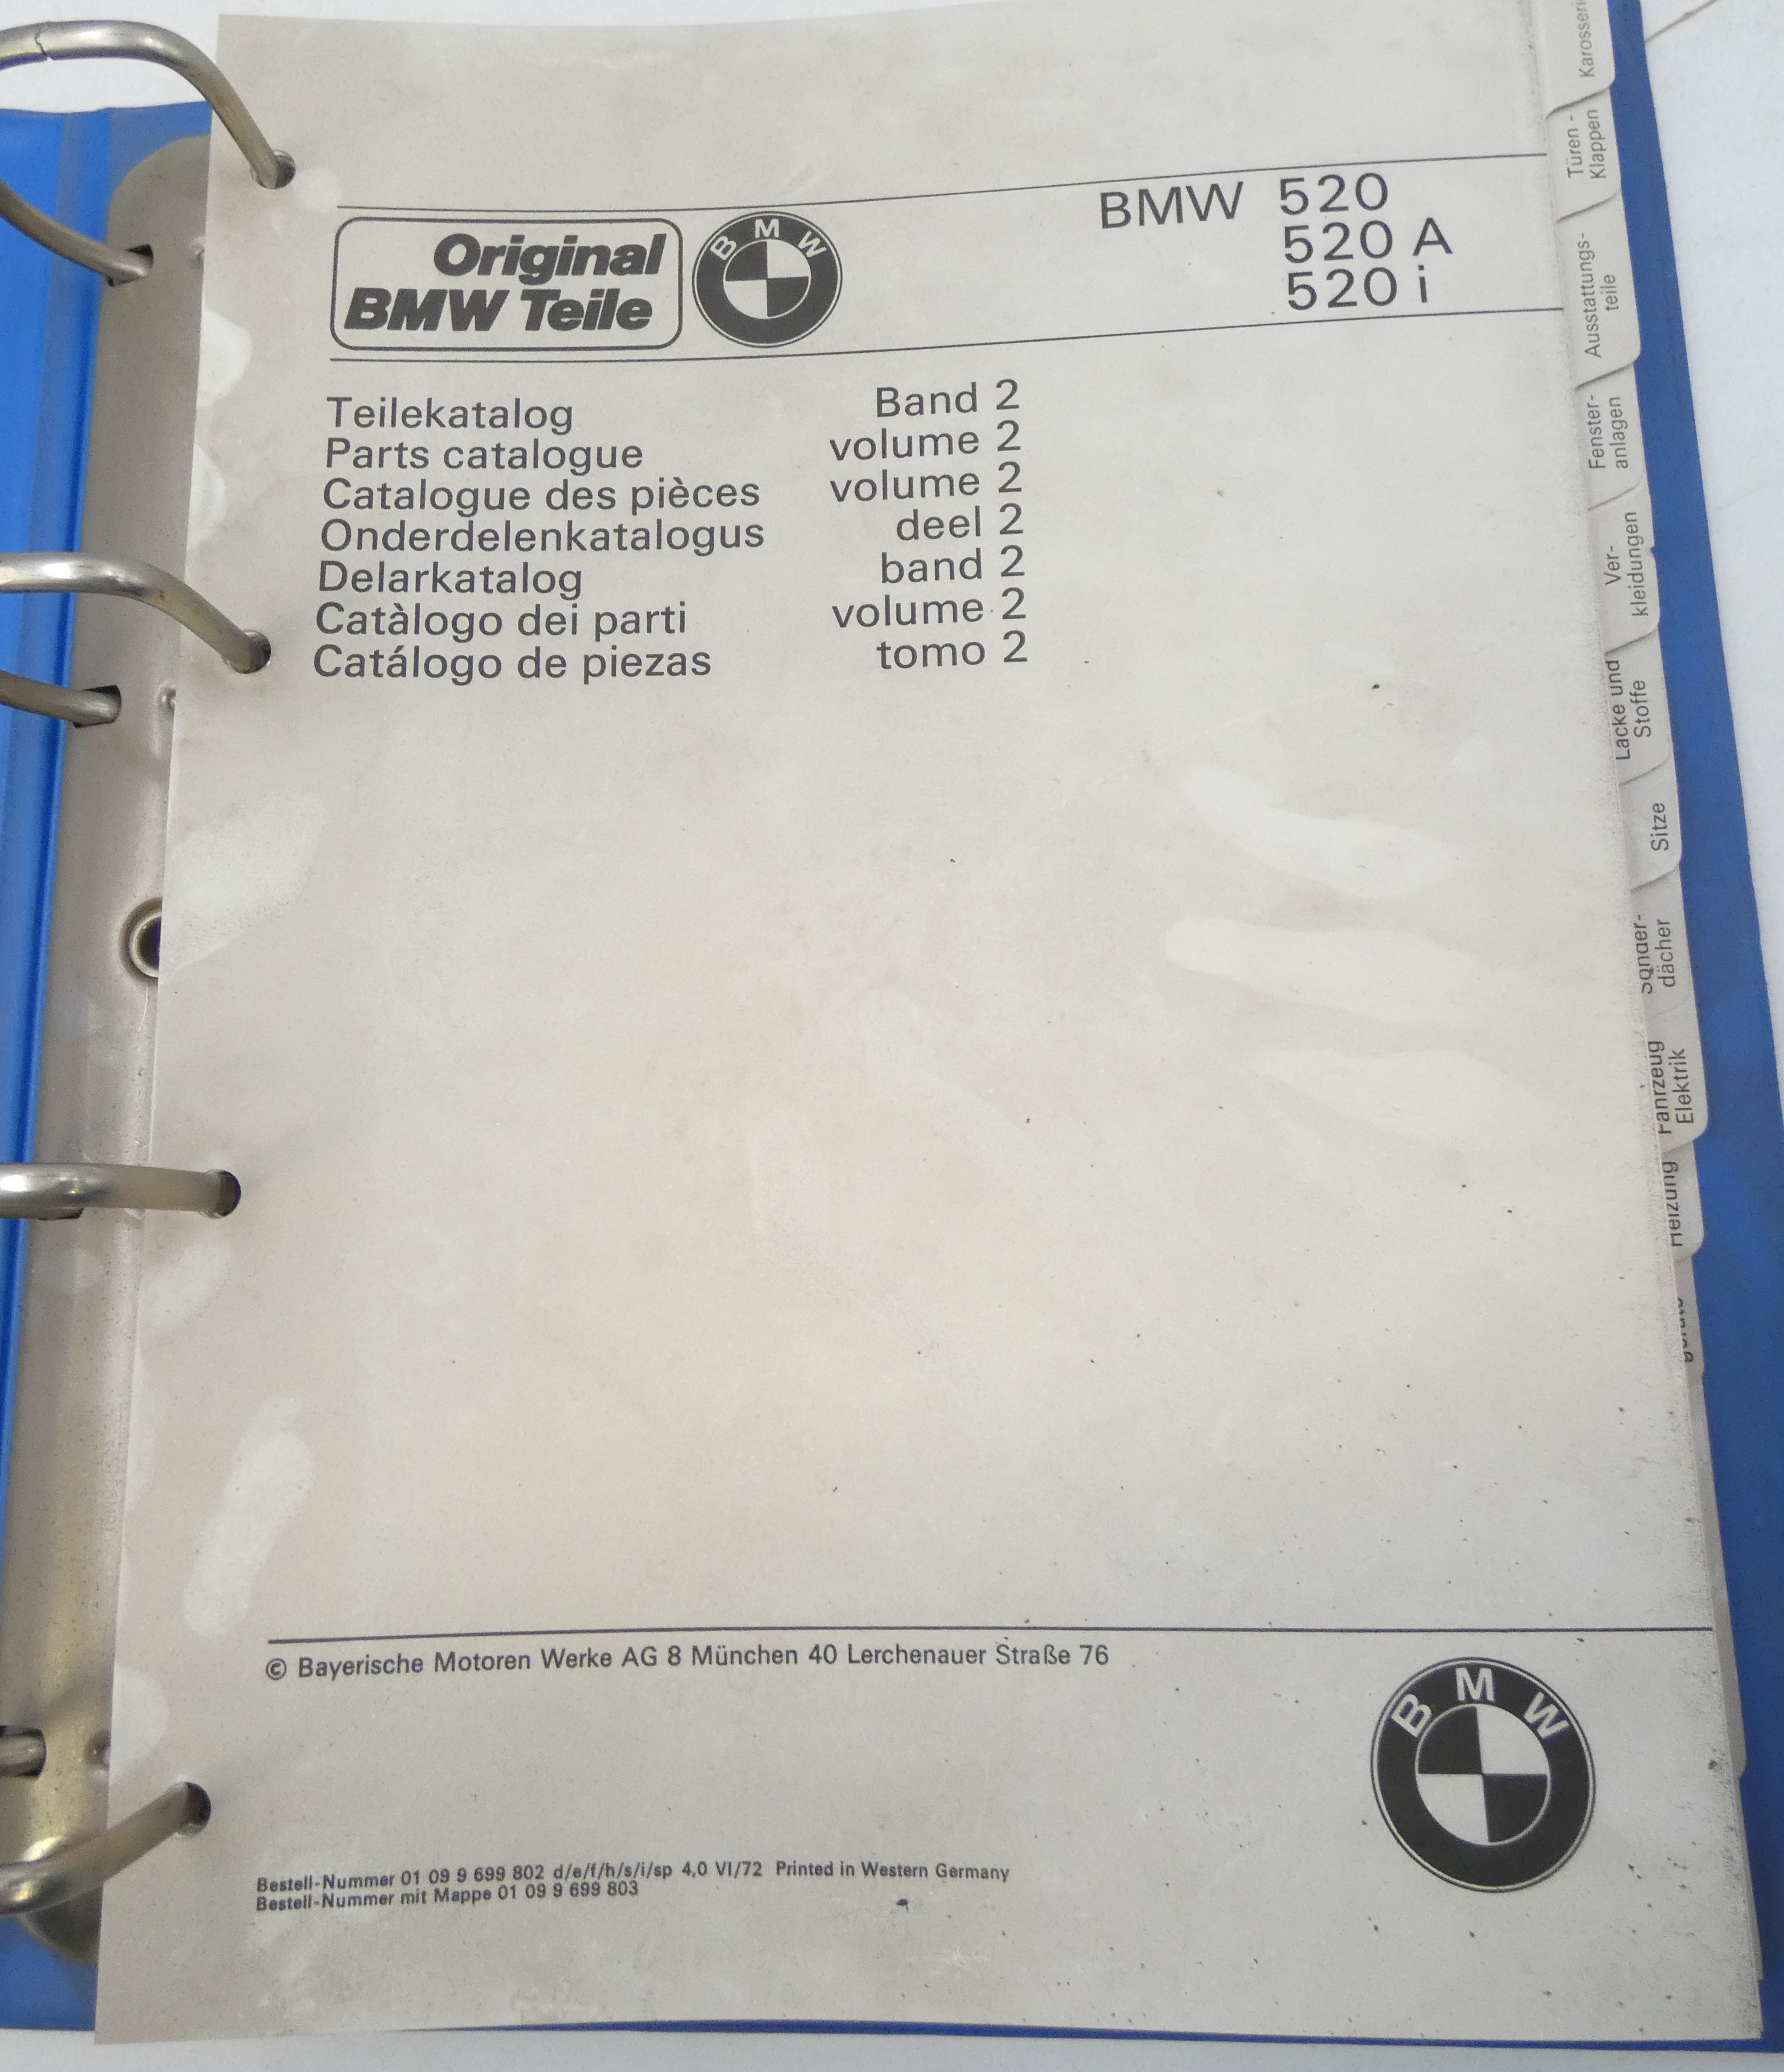 Original
BMW Teile
B M W
BMW 520
520 A
520 i
Teilekatalog Band 2
Parts catalogue volume 2
Catalogue des pièces volume 2
Onderdelenkatalogus deel 2
Delarkatalog band 2
Catàlogo dei parti volume 2
Catálogo de piezas tomo 2
© Bayerische Motoren Werke AG 8 München 40 Lerchenauer Straße 76
B M W
Bestell-Nummer 01 09 9 699 802 d/e/f/h/s/i/sp 4,0 VI/72 Printed in Western Germany
Bestell-Nummer mit Mappe 01 09 9 699 803
Türen -
Klappen
Ausstattungs-
teile
Fenster-
anlagen
Ver-
kleidungen
Lacke und
Stoffe
Sitze
Sonder-
dächer
Fahrzeug
Elektrik
Heizung